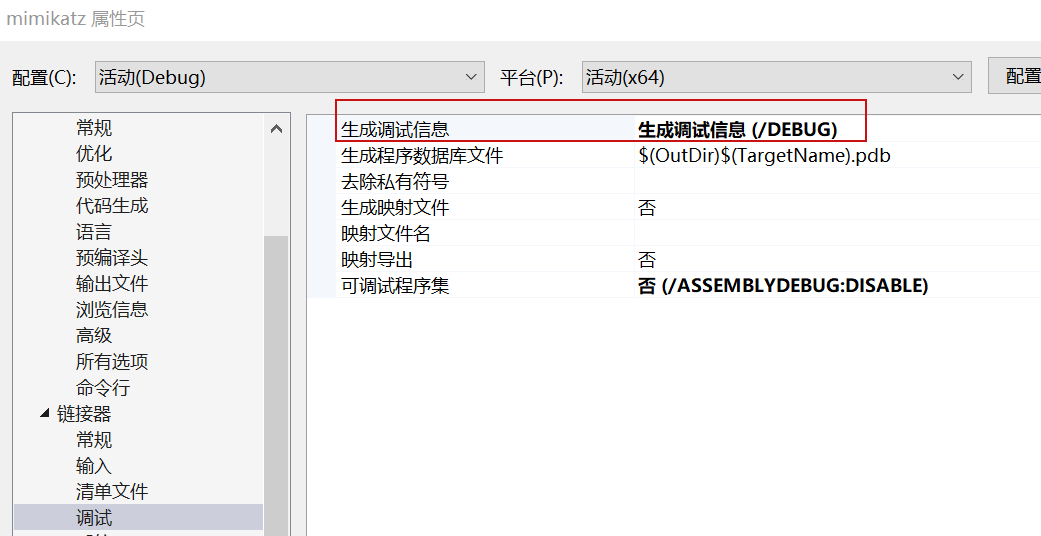 mimikatz 属性页
配置(C): 活动(Debug) 平台(P): 活动(x64) 配置
常规
优化
预处理器
代码生成
语言
预编译头
输出文件
浏览信息
高级
所有选项
命令行
链接器
常规
输入
清单文件
调试
生成调试信息 生成调试信息 (/DEBUG)
生成程序数据库文件 $(OutDir)$(TargetName).pdb
去除私有符号
生成映射文件 否
映射文件名
映射导出 否
可调试程序集 否 (/ASSEMBLYDEBUG:DISABLE)